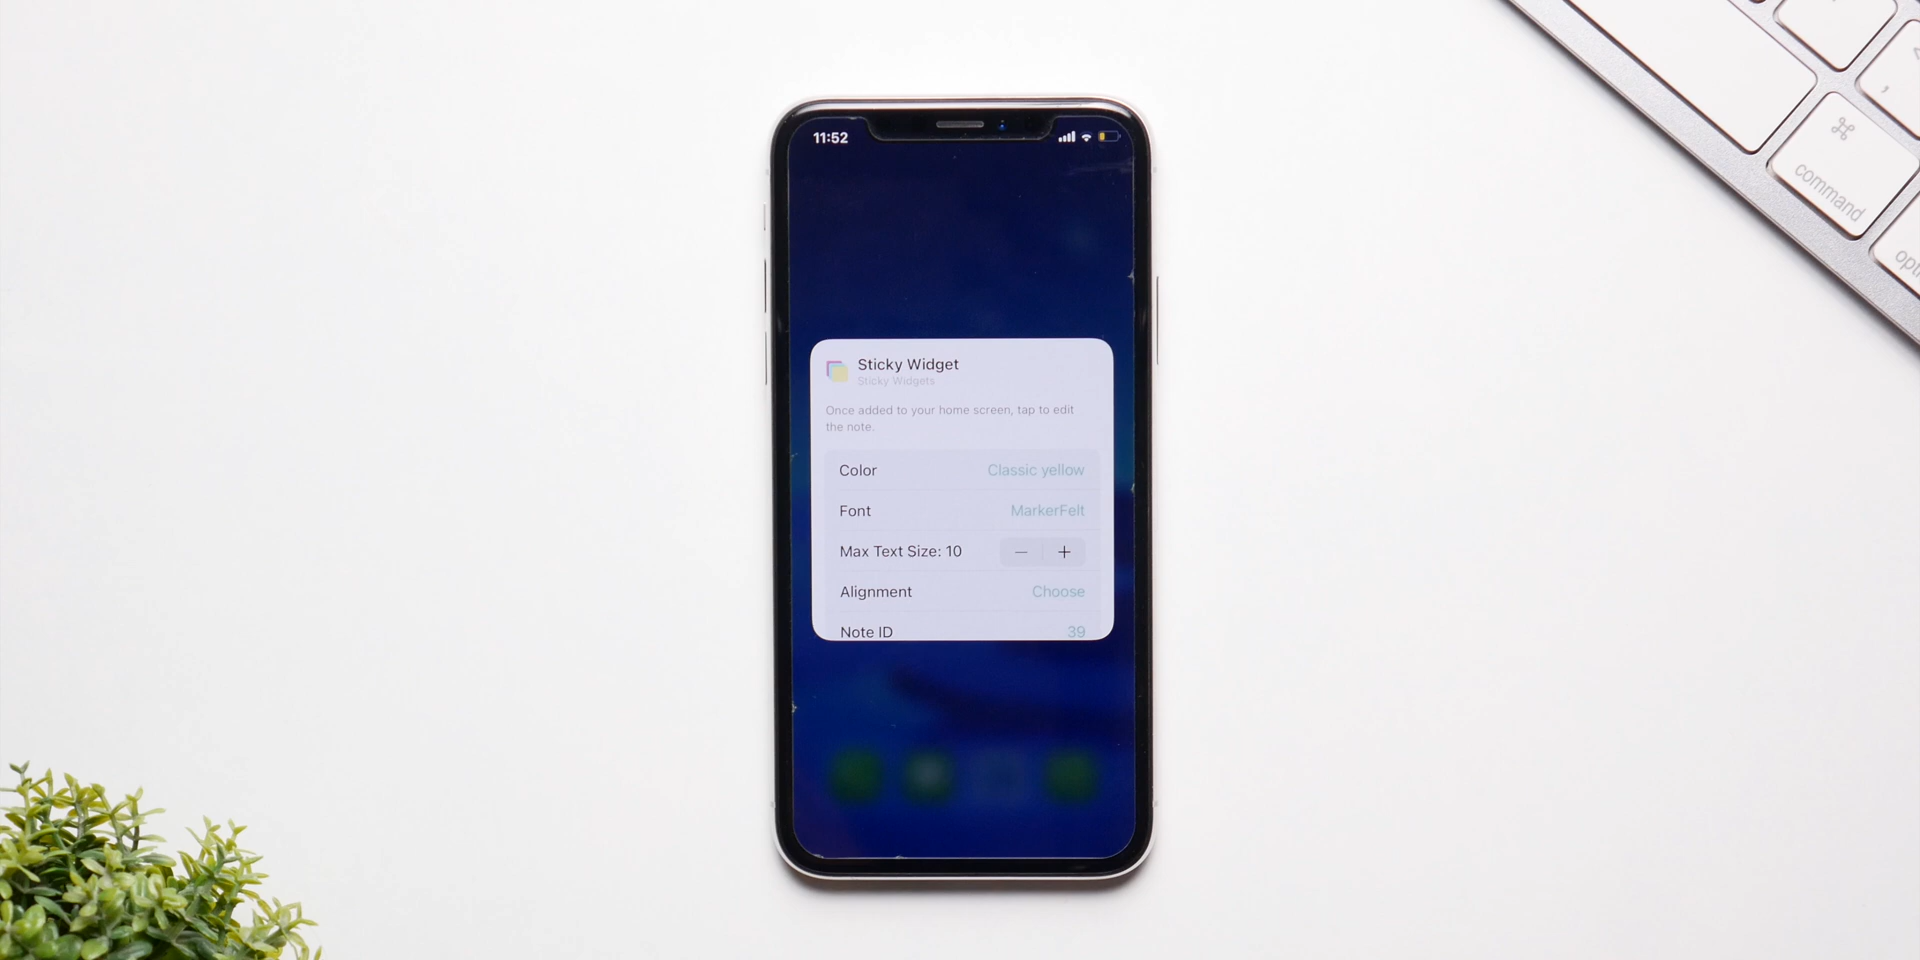 11:52
Sticky Widget
Sticky Widgets
Once added to your home screen, tap to edit
the note.
Color Classic yellow
Font MarkerFelt
Max Text Size: 10 − +
Alignment Choose
Note ID 39
⌘
command